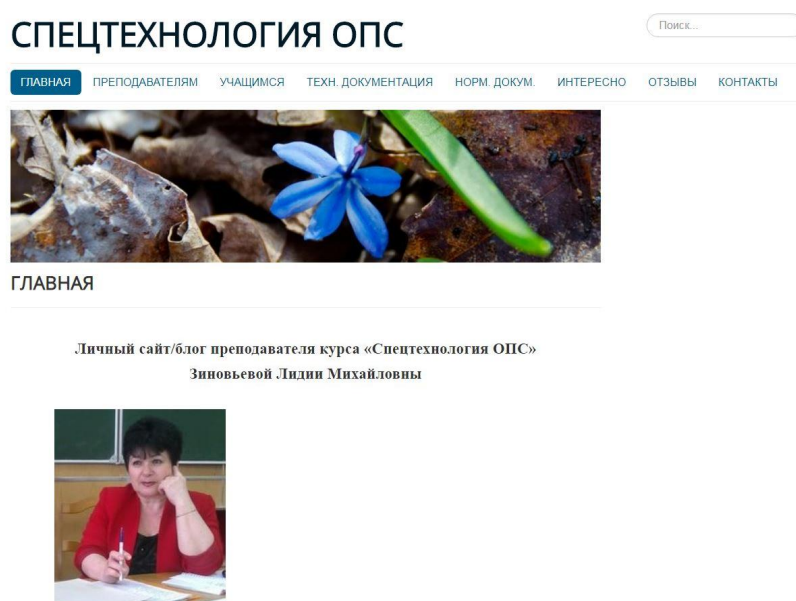 СПЕЦТЕХНОЛОГИЯ ОПС
Поиск...
ГЛАВНАЯ ПРЕПОДАВАТЕЛЯМ УЧАЩИМСЯ ТЕХН. ДОКУМЕНТАЦИЯ НОРМ. ДОКУМ. ИНТЕРЕСНО ОТЗЫВЫ КОНТАКТЫ
ГЛАВНАЯ
Личный сайт/блог преподавателя курса «Спецтехнология ОПС»
Зиновьевой Лидии Михайловны